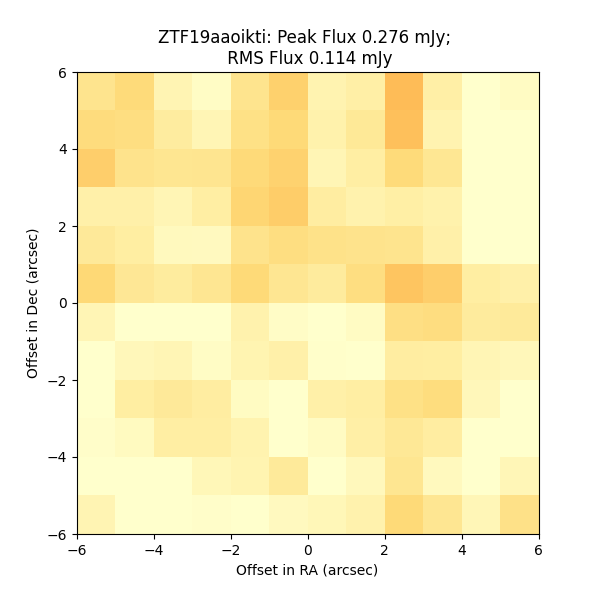 ZTF19aaoikti: Peak Flux 0.276 mJy;
RMS Flux 0.114 mJy
6
4
2
0
−2
−4
−6
Offset in Dec (arcsec)
−6 −4 −2 0 2 4 6
Offset in RA (arcsec)